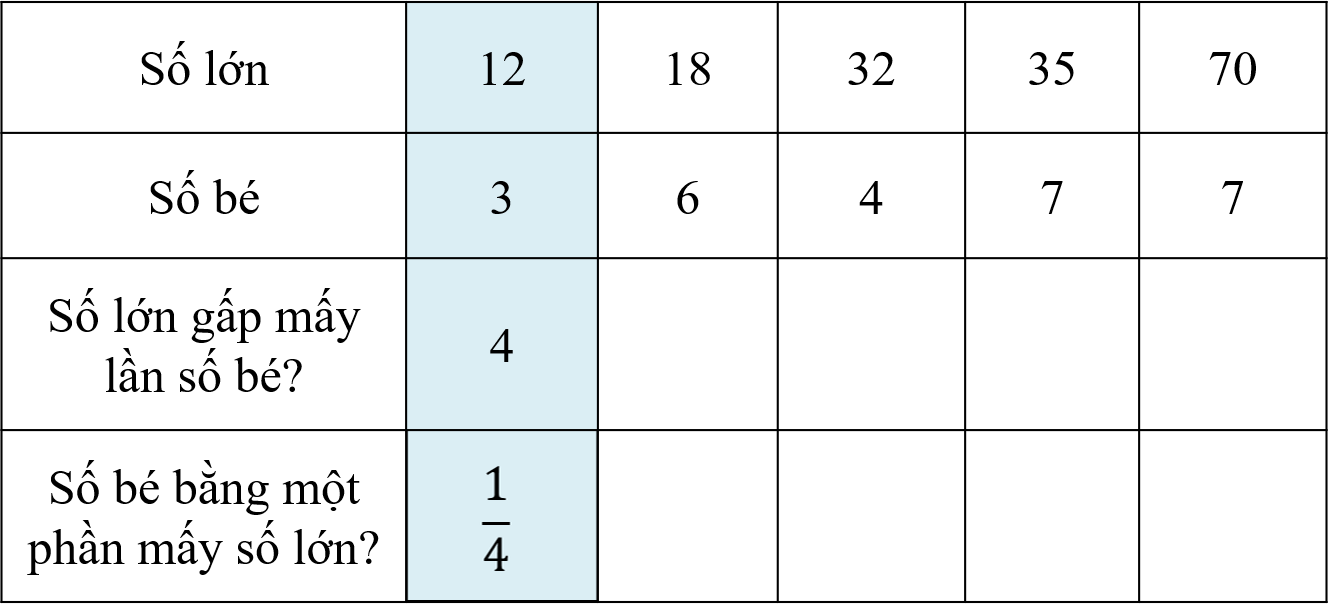 Số lớn 12 18 32 35 70
Số bé 3 6 4 7 7
Số lớn gấp mấy
lần số bé?
4
Số bé bằng một
phần mấy số lớn?
1
4